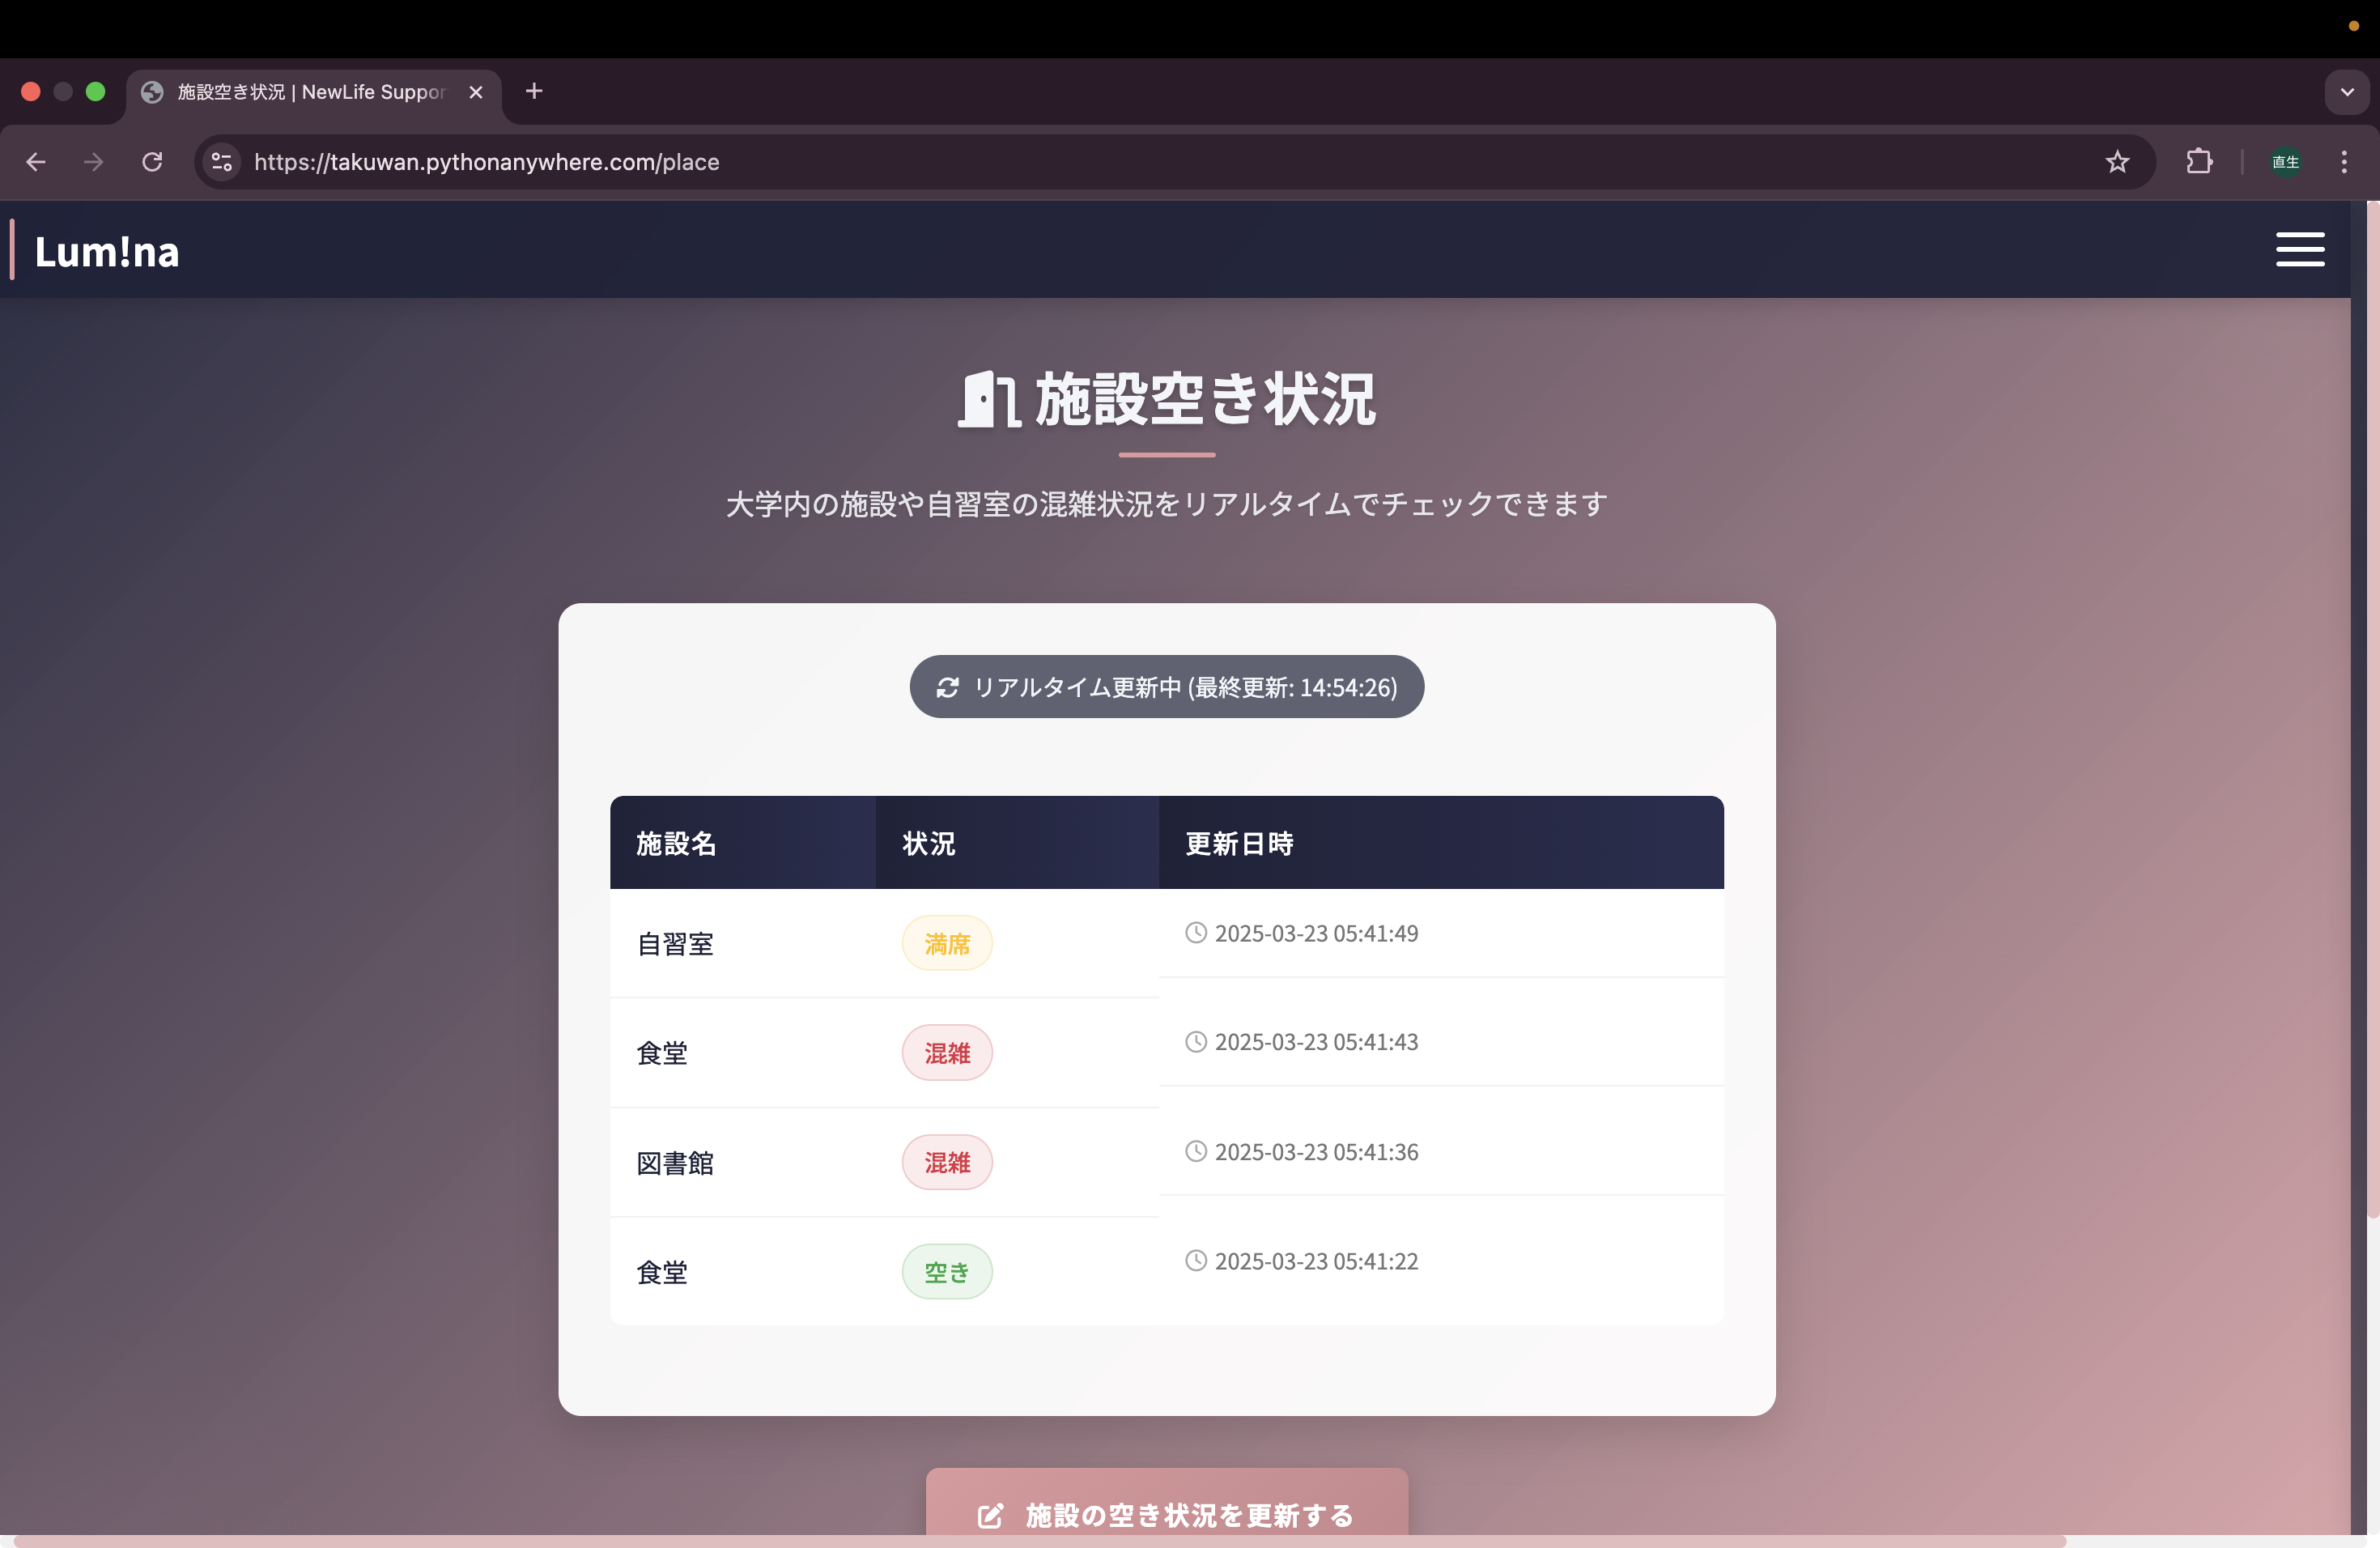 施設空き状況 | NewLife Suppor
https://takuwan.pythonanywhere.com/place
直生
Lum!na
施設空き状況
大学内の施設や自習室の混雑状況をリアルタイムでチェックできます
リアルタイム更新中 (最終更新: 14:54:26)
施設名 状況 更新日時
自習室 満席 2025-03-23 05:41:49
食堂 混雑 2025-03-23 05:41:43
図書館 混雑 2025-03-23 05:41:36
食堂 空き 2025-03-23 05:41:22
施設の空き状況を更新する